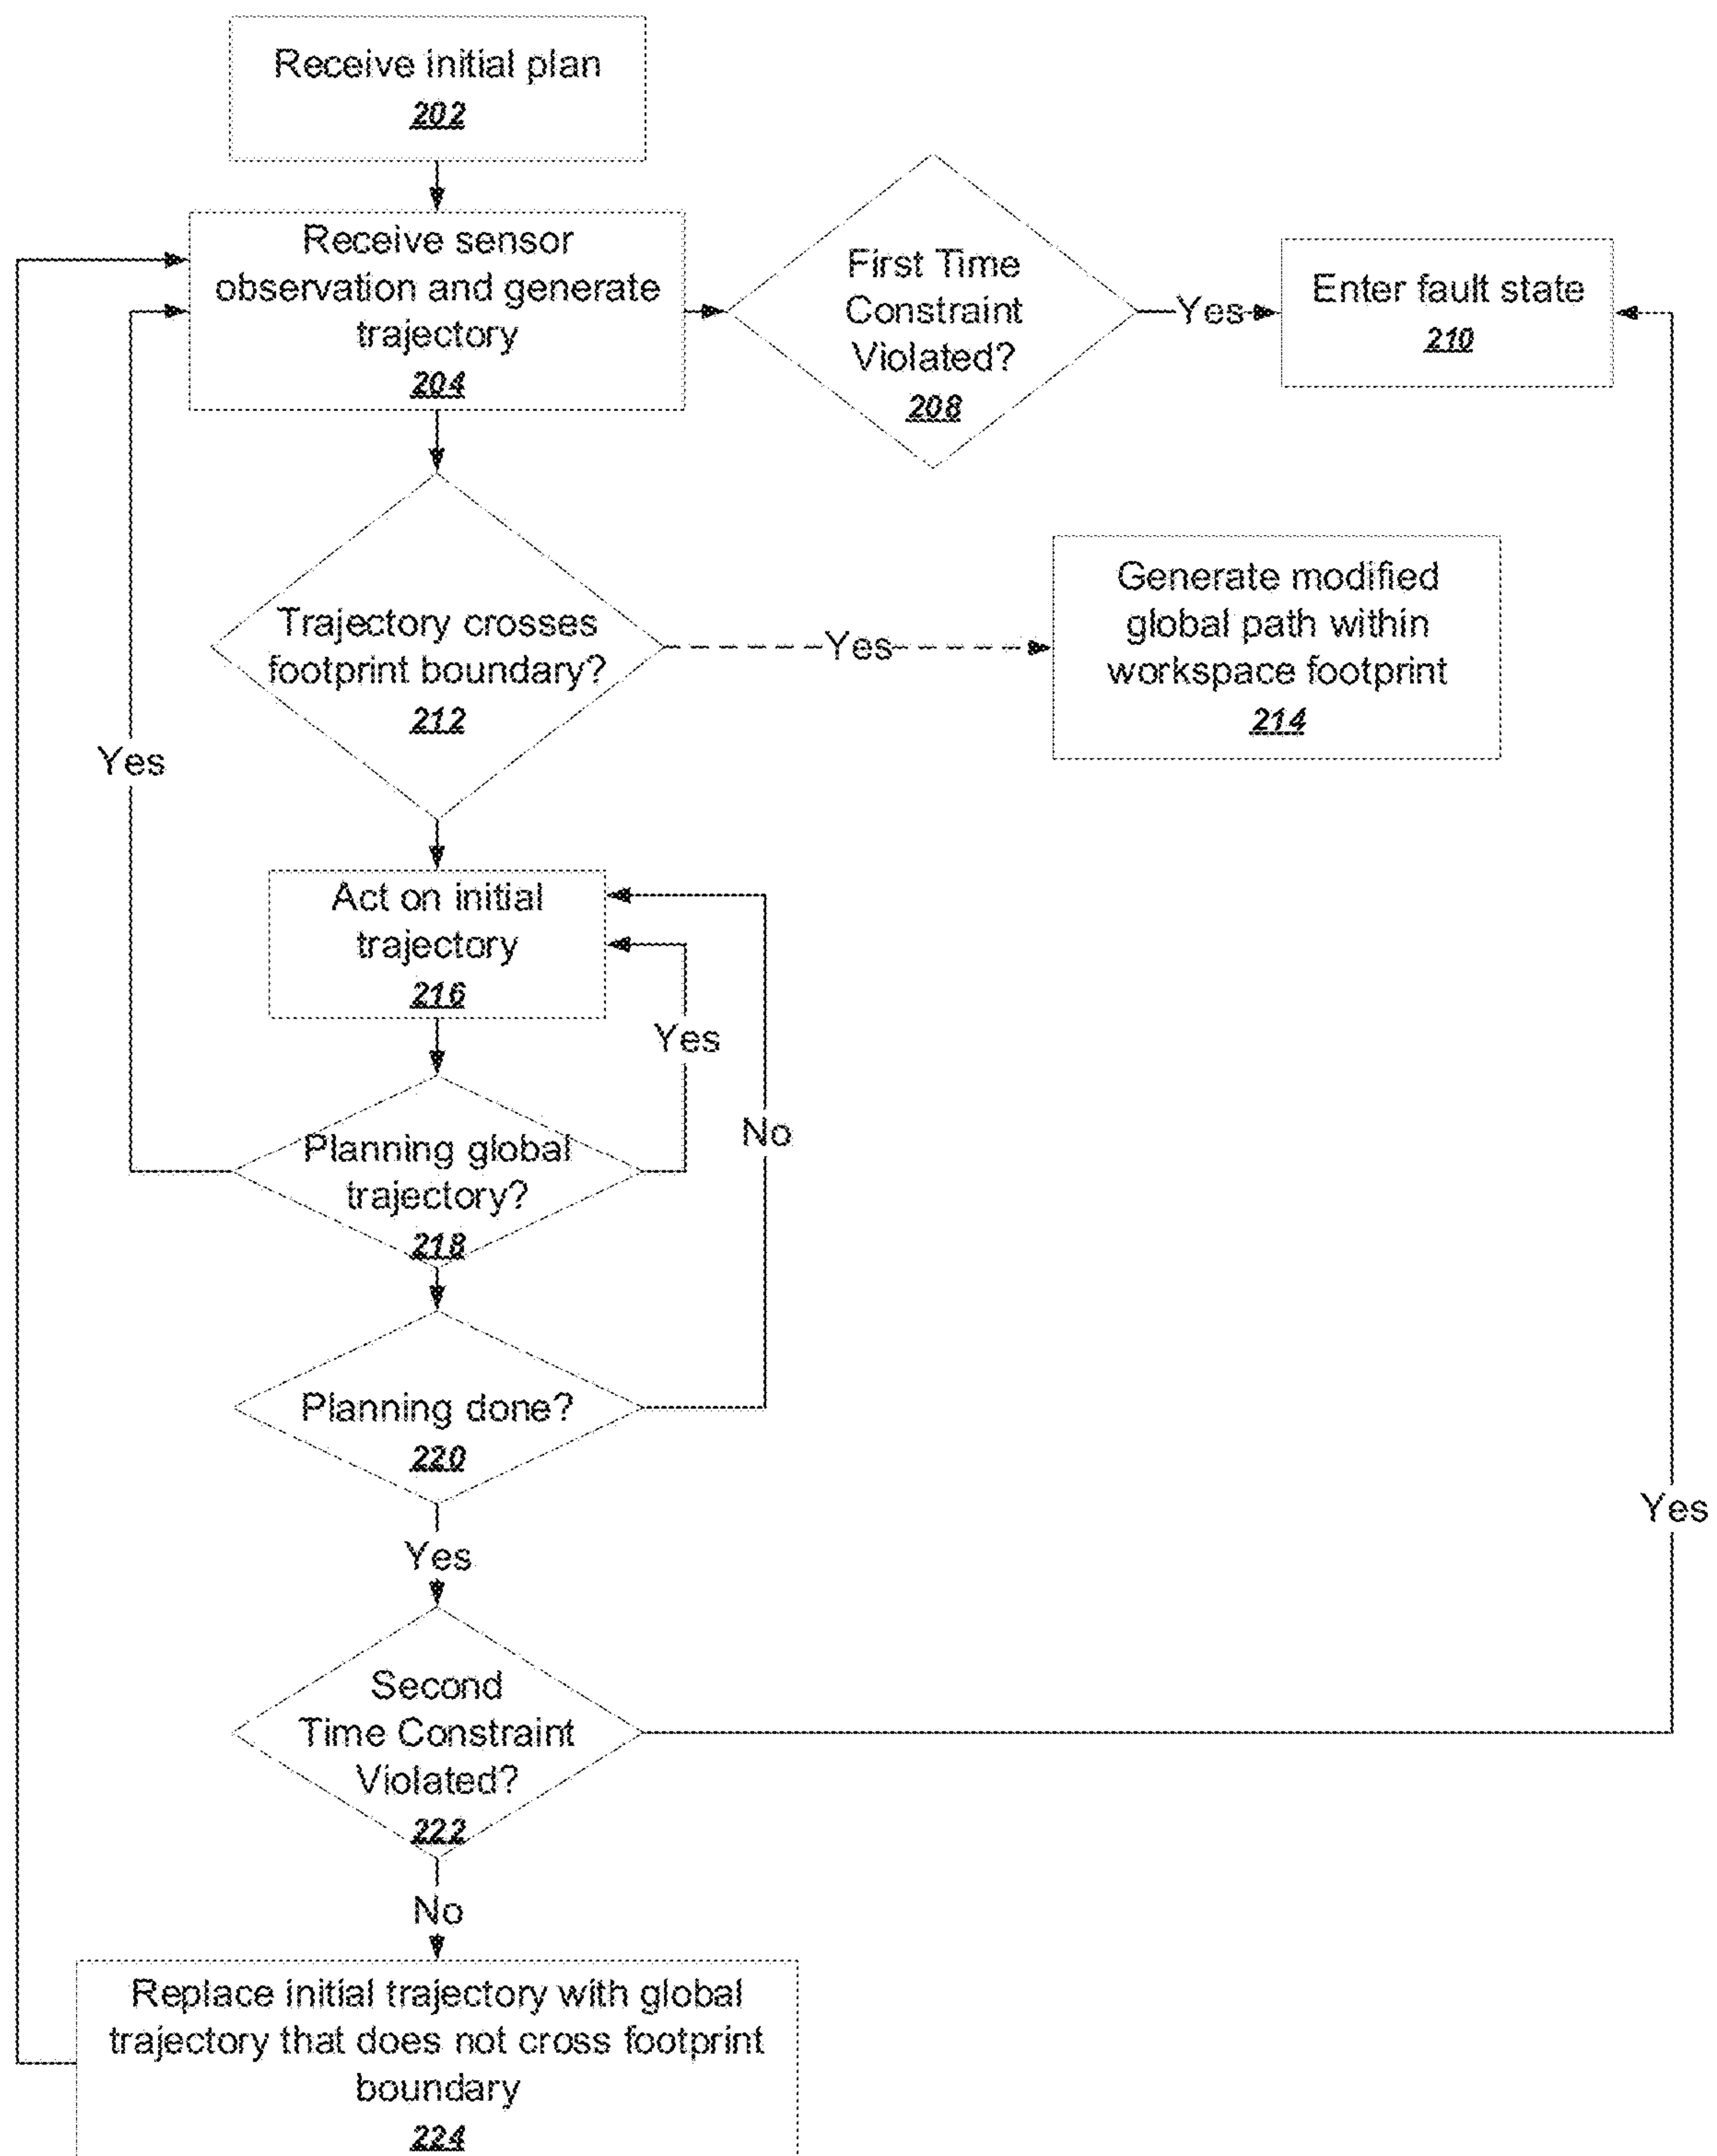 Receive initial plan
202
Receive sensor
observation and generate
trajectory
204
First Time
Constraint
Violated?
208
Yes
Enter fault state
210
Trajectory crosses
footprint boundary?
212
Yes
Generate modified
global path within
workspace footprint
214
Yes
Act on initial
trajectory
216
Yes
No
Planning global
trajectory?
218
Planning done?
220
Yes
Yes
Second
Time Constraint
Violated?
222
No
Replace initial trajectory with global
trajectory that does not cross footprint
boundary
224